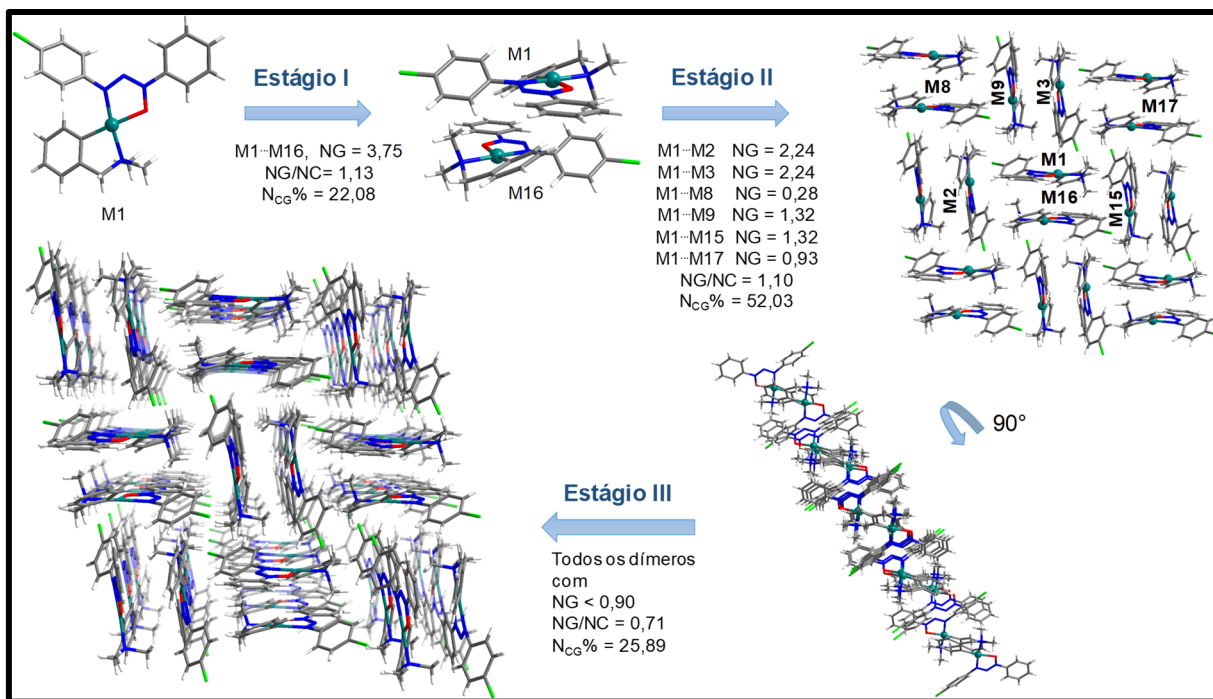 M1
Estágio I
M1···M16, NG = 3,75
NG/NC= 1,13
N_CG% = 22,08
M1
M16
Estágio II
M1···M2 NG = 2,24
M1···M3 NG = 2,24
M1···M8 NG = 0,28
M1···M9 NG = 1,32
M1···M15 NG = 1,32
M1···M17 NG = 0,93
NG/NC = 1,10
N_CG% = 52,03
M8
M9
M3
M17
M1
M2
M16
M15
90°
Estágio III
Todos os dímeros
com
NG < 0,90
NG/NC = 0,71
N_CG% = 25,89